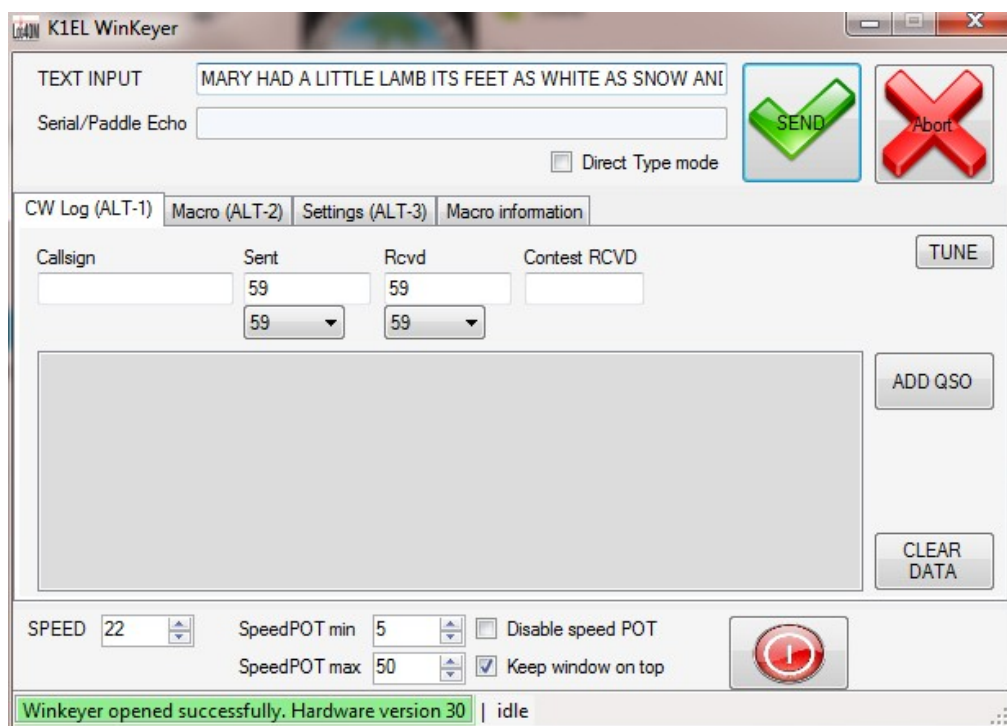 K1EL WinKeyer
TEXT INPUT MARY HAD A LITTLE LAMB ITS FEET AS WHITE AS SNOW AND
SEND
Abort
Serial/Paddle Echo
Direct Type mode
CW Log (ALT-1) Macro (ALT-2) Settings (ALT-3) Macro information
Callsign Sent Rcvd Contest RCVD TUNE
59 59
59 59
ADD QSO
CLEAR
DATA
SPEED 22 SpeedPOT min 5 Disable speed POT
SpeedPOT max 50 Keep window on top
Winkeyer opened successfully. Hardware version 30 | idle